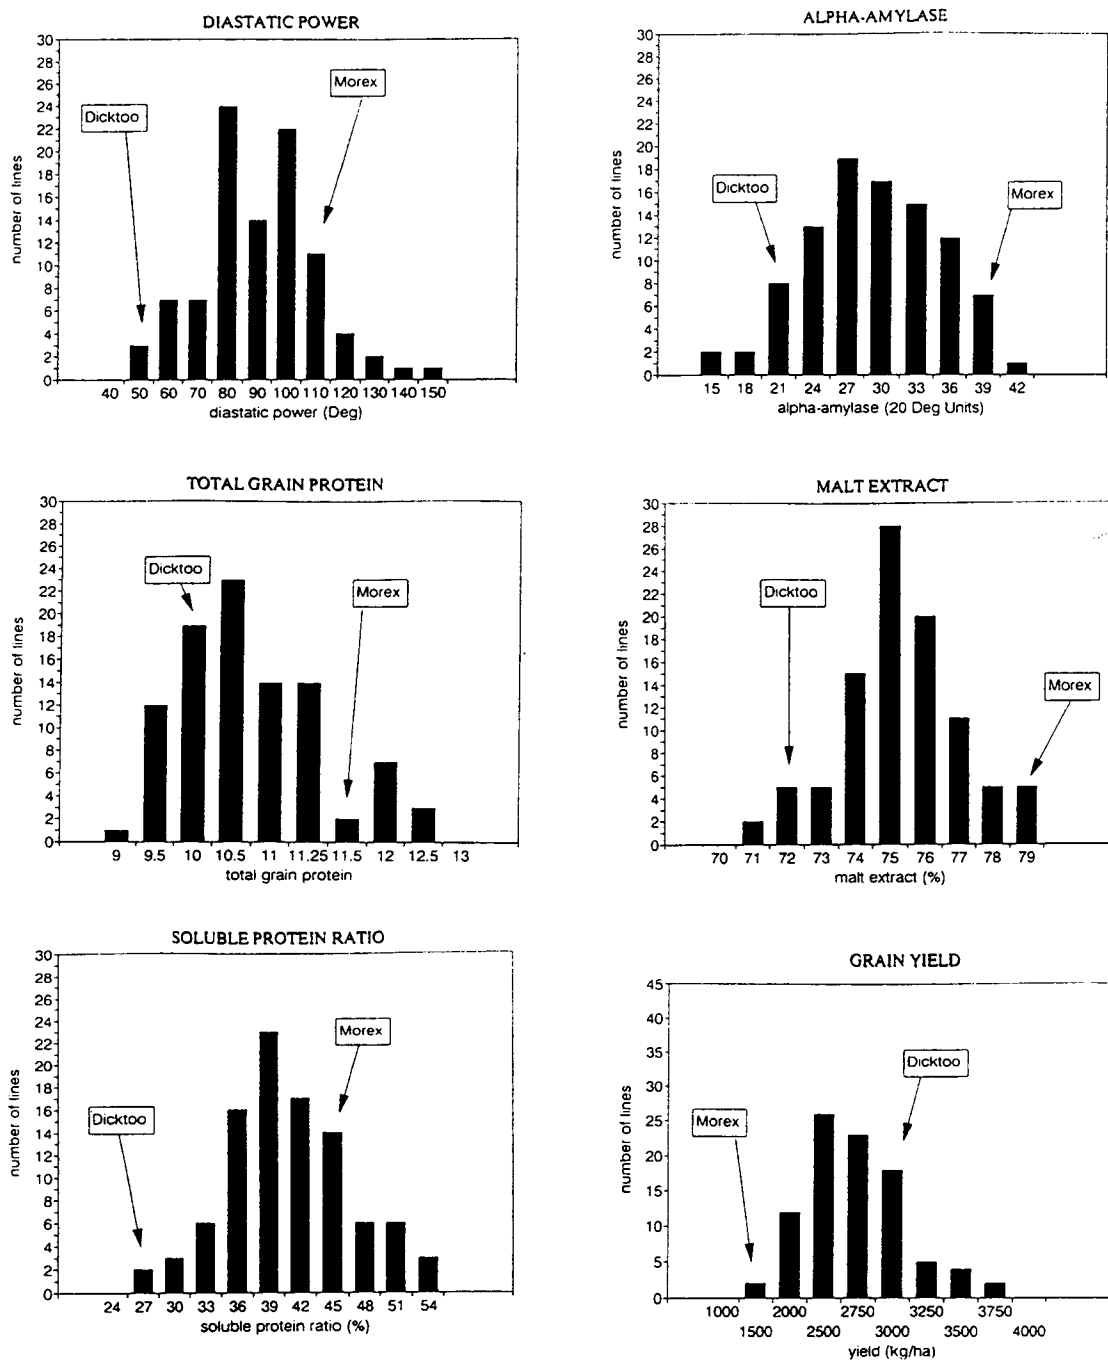 DIASTATIC POWER
30
28
26
24
22
20
18
16
14
12
10
8
6
4
2
0
number of lines
Dicktoo
Morex
40 50 60 70 80 90 100 110 120 130 140 150
diastatic power (Deg)
ALPHA-AMYLASE
30
28
26
24
22
20
18
16
14
12
10
8
6
4
2
0
number of lines
Dicktoo
Morex
15 18 21 24 27 30 33 36 39 42
alpha-amylase (20 Deg Units)
TOTAL GRAIN PROTEIN
30
28
26
24
22
20
18
16
14
12
10
8
6
4
2
0
number of lines
Dicktoo
Morex
9 9.5 10 10.5 11 11.25 11.5 12 12.5 13
total grain protein
MALT EXTRACT
30
28
26
24
22
20
18
16
14
12
10
8
6
4
2
0
number of lines
Dicktoo
Morex
70 71 72 73 74 75 76 77 78 79
malt extract (%)
SOLUBLE PROTEIN RATIO
30
28
26
24
22
20
18
16
14
12
10
8
6
4
2
0
number of lines
Dicktoo
Morex
24 27 30 33 36 39 42 45 48 51 54
soluble protein ratio (%)
GRAIN YIELD
45
40
35
30
25
20
15
10
5
0
number of lines
Morex
Dicktoo
1000 2000 2750 3250 3750
1500 2500 3000 3500 4000
yield (kg/ha)